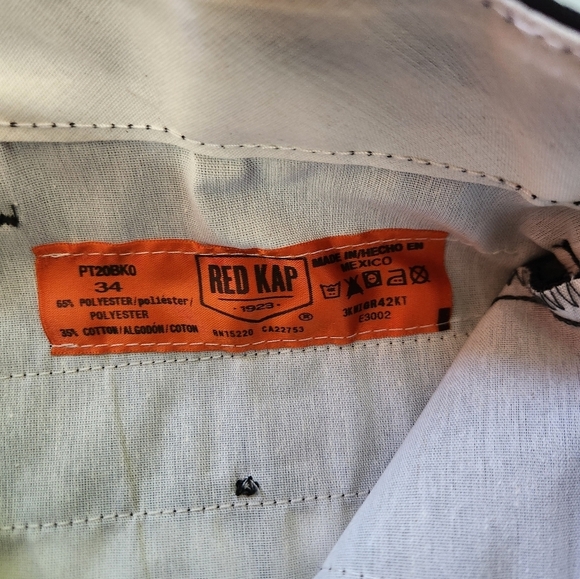 PT20BK0
34
65% POLYESTER/poliéster/
POLYESTER
35% COTTON/ALGODÓN/COTON
RED KAP
·1923·
®
RN15220 CA22753
MADE IN/HECHO EN
MEXICO
E3002